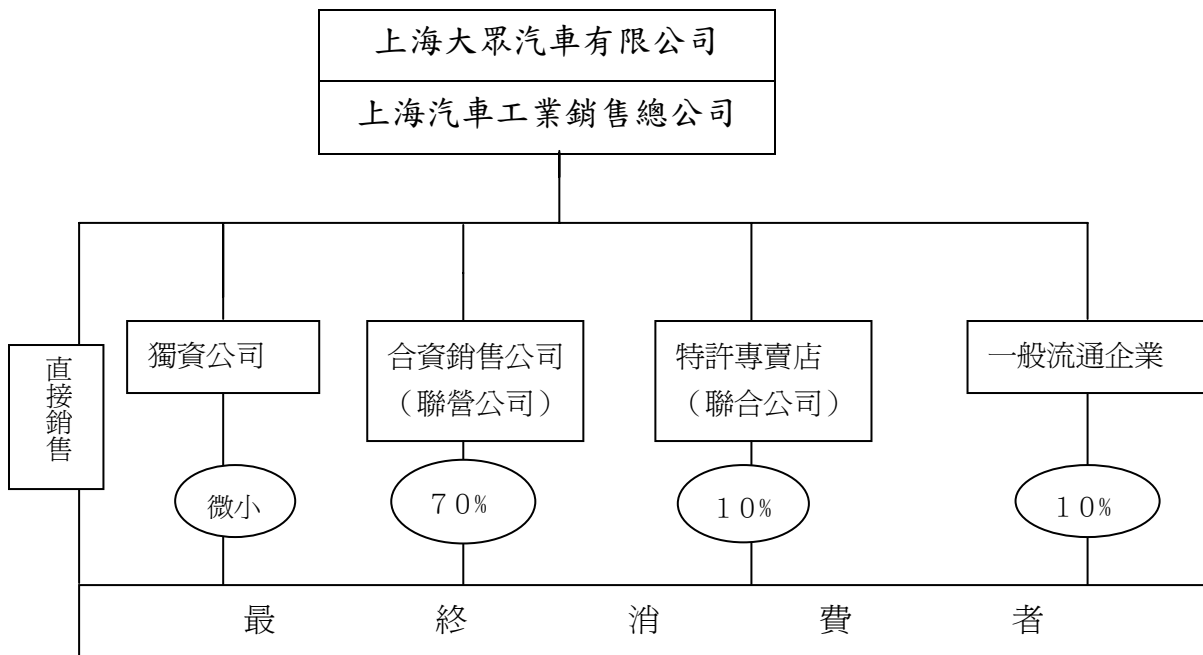 上海大眾汽車有限公司
上海汽車工業銷售總公司
直接銷售
獨資公司
合資銷售公司
（聯營公司）
特許專賣店
（聯合公司）
一般流通企業
微小
７０%
１０%
１０%
最終消費者